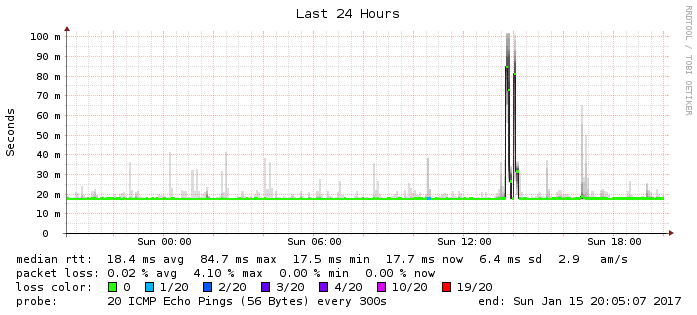 Last 24 Hours
RRDTOOL / TOBI OETIKER
100 m
90 m
80 m
70 m
60 m
50 m
40 m
30 m
20 m
10 m
0
Seconds
Sun 00:00 Sun 06:00 Sun 12:00 Sun 18:00
median rtt: 18.4 ms avg 84.7 ms max 17.5 ms min 17.7 ms now 6.4 ms sd 2.9 am/s
packet loss: 0.02 % avg 4.10 % max 0.00 % min 0.00 % now
loss color: 0 1/20 2/20 3/20 4/20 10/20 19/20
probe: 20 ICMP Echo Pings (56 Bytes) every 300s end: Sun Jan 15 20:05:07 2017